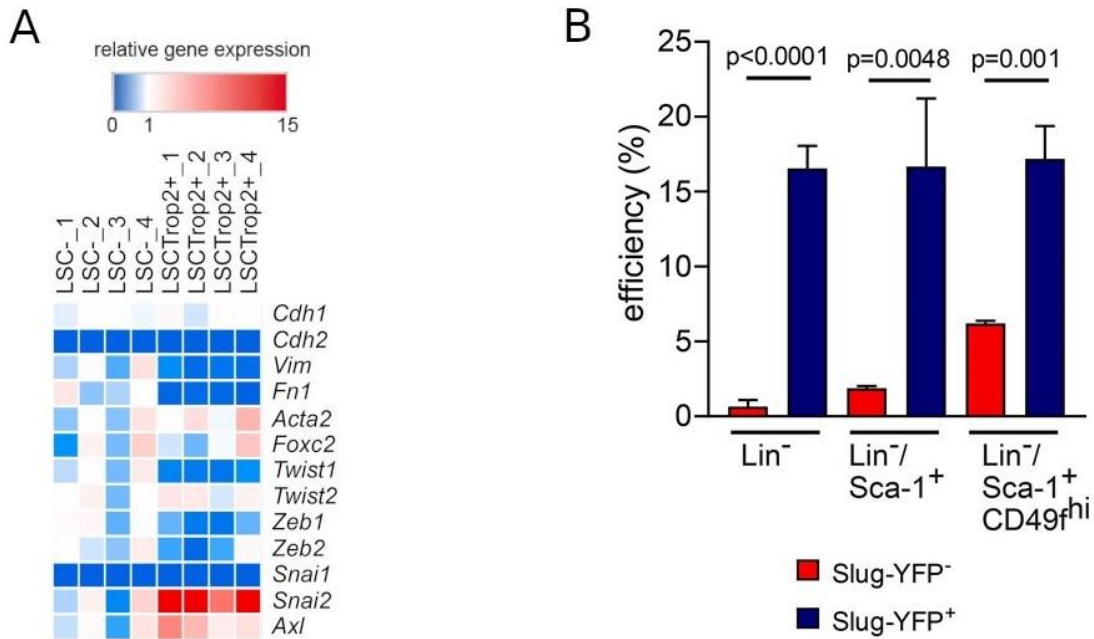 A
relative gene expression
0 1 15
LSC-_1
LSC-_2
LSC-_3
LSC-_4
LSCTrop2+_1
LSCTrop2+_2
LSCTrop2+_3
LSCTrop2+_4
Cdh1
Cdh2
Vim
Fn1
Acta2
Foxc2
Twist1
Twist2
Zeb1
Zeb2
Snai1
Snai2
Axl
B
efficiency (%)
25
20
15
10
5
0
p<0.0001 p=0.0048 p=0.001
Lin⁻
Lin⁻/
Sca-1⁺
Lin⁻/
Sca-1⁺
CD49fʰⁱ
Slug-YFP⁻
Slug-YFP⁺